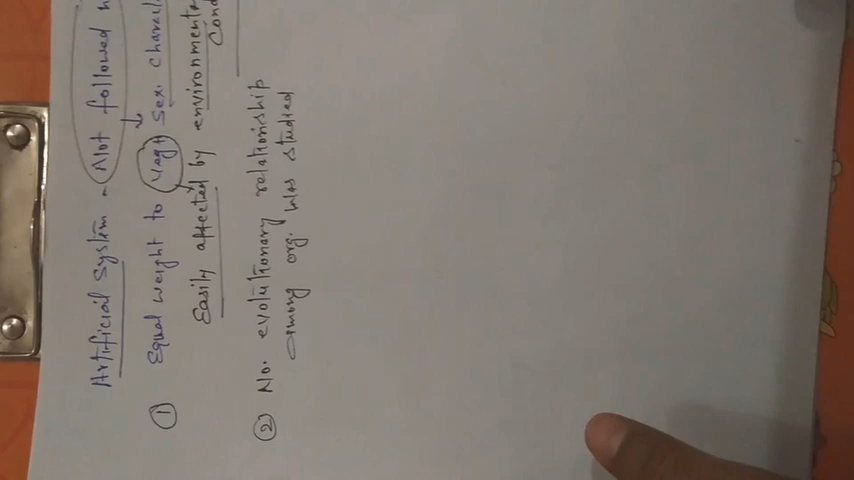 Artificial System - Not followed
① Equal weight to Veg + Sex. Charact
Easily affected by environmenta
Cond
② No. evolutionary relationship
among org. was studied